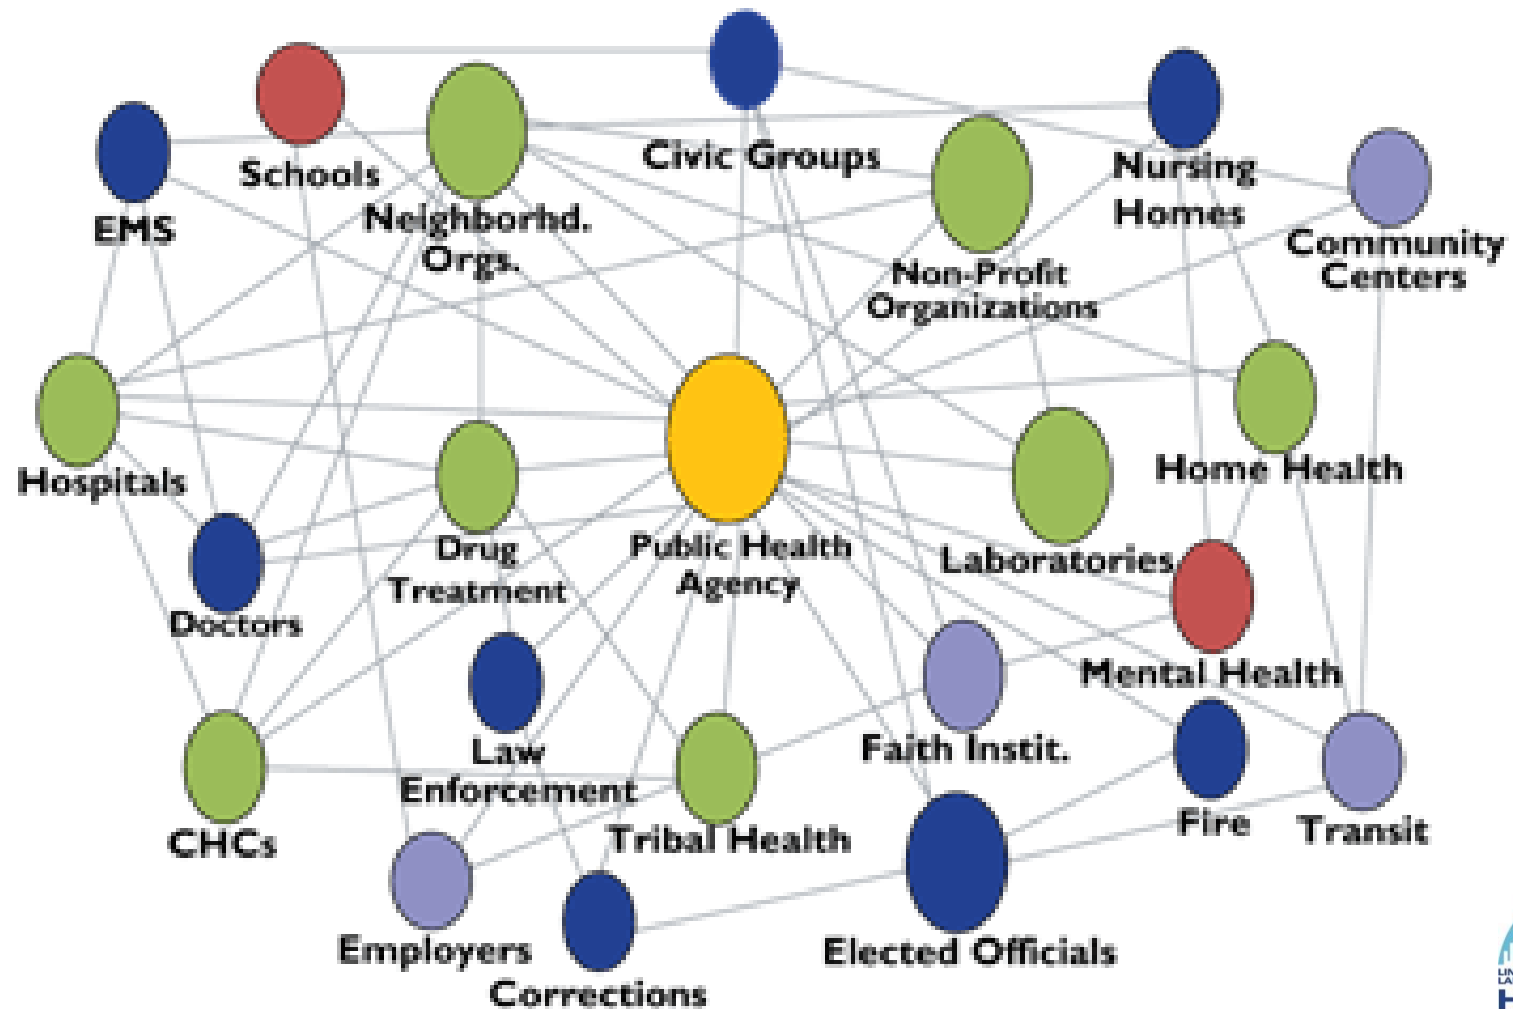 Schools
Civic Groups
Nursing
Homes
EMS
Neighborhd.
Orgs.
Community
Centers
Non-Profit
Organizations
Hospitals
Home Health
Drug
Treatment
Public Health
Agency
Laboratories
Doctors
Mental Health
Law
Enforcement
Faith Instit.
CHCs
Tribal Health
Fire
Transit
Employers
Elected Officials
Corrections